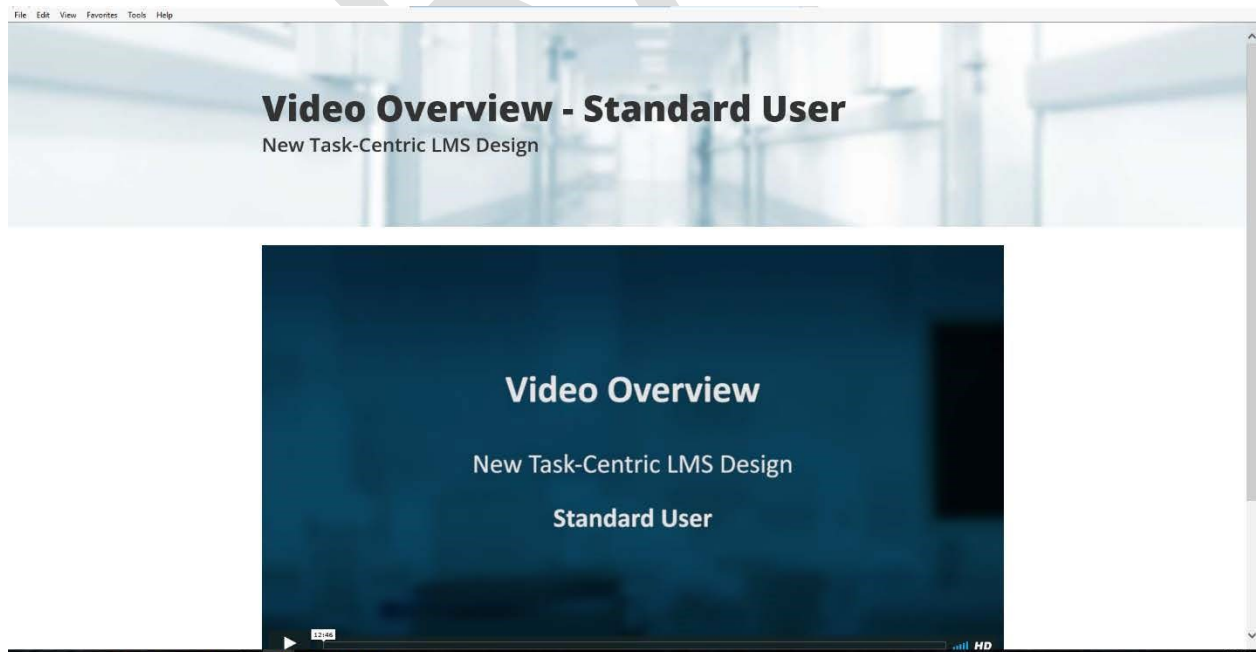 File Edit View Favorites Tools Help
Video Overview - Standard User
New Task-Centric LMS Design
Video Overview
New Task-Centric LMS Design
Standard User
12:46
HD